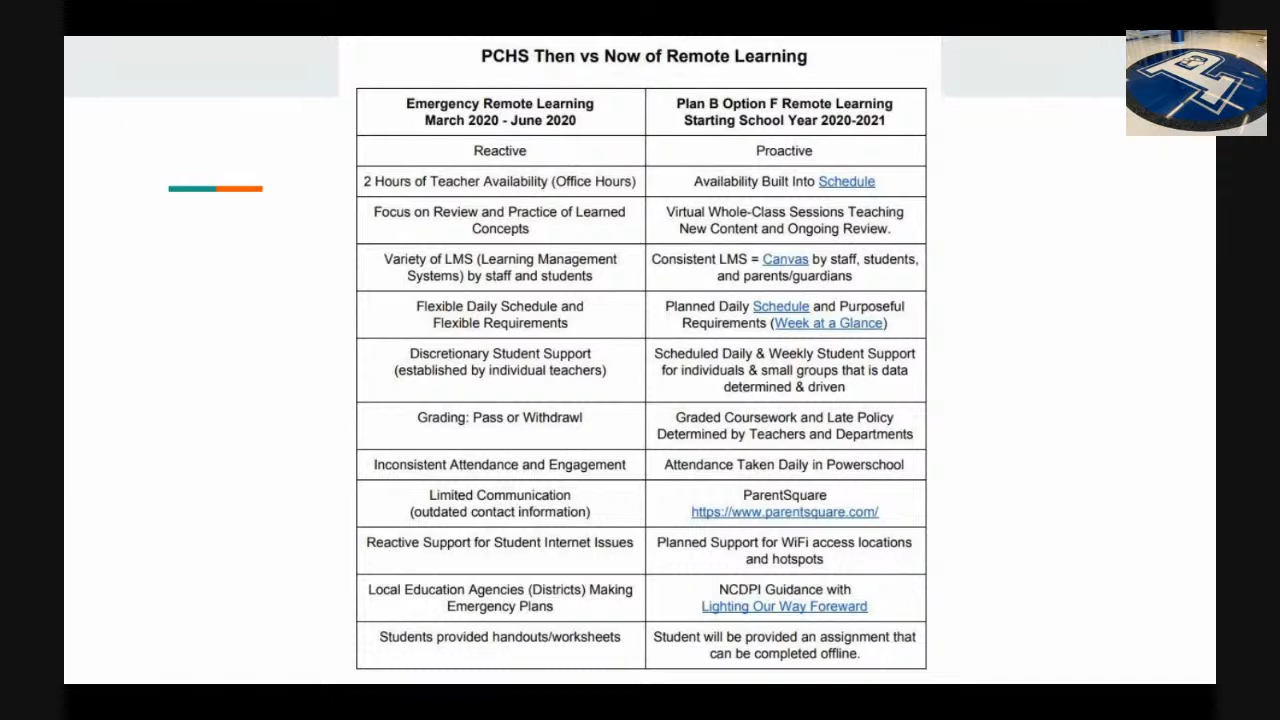 PCHS Then vs Now of Remote Learning
Emergency Remote Learning
March 2020 - June 2020
Plan B Option F Remote Learning
Starting School Year 2020-2021
Reactive
Proactive
2 Hours of Teacher Availability (Office Hours)
Availability Built Into Schedule
Focus on Review and Practice of Learned
Concepts
Virtual Whole-Class Sessions Teaching
New Content and Ongoing Review.
Variety of LMS (Learning Management
Systems) by staff and students
Consistent LMS = Canvas by staff, students,
and parents/guardians
Flexible Daily Schedule and
Flexible Requirements
Planned Daily Schedule and Purposeful
Requirements (Week at a Glance)
Discretionary Student Support
(established by individual teachers)
Scheduled Daily & Weekly Student Support
for individuals & small groups that is data
determined & driven
Grading: Pass or Withdrawl
Graded Coursework and Late Policy
Determined by Teachers and Departments
Inconsistent Attendance and Engagement
Attendance Taken Daily in Powerschool
Limited Communication
(outdated contact information)
ParentSquare
https://www.parentsquare.com/
Reactive Support for Student Internet Issues
Planned Support for WiFi access locations
and hotspots
Local Education Agencies (Districts) Making
Emergency Plans
NCDPI Guidance with
Lighting Our Way Foreward
Students provided handouts/worksheets
Student will be provided an assignment that
can be completed offline.